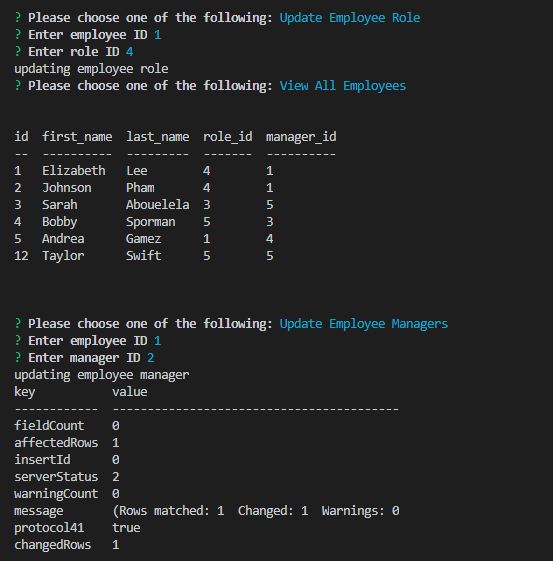 ? Please choose one of the following: Update Employee Role
? Enter employee ID 1
? Enter role ID 4
updating employee role
? Please choose one of the following: View All Employees
id  first_name  last_name  role_id  manager_id
--  ----------  ---------  -------  ----------
1   Elizabeth   Lee        4        1
2   Johnson     Pham       4        1
3   Sarah       Abouelela  3        5
4   Bobby       Sporman    5        3
5   Andrea      Gamez      1        4
12  Taylor      Swift      5        5
? Please choose one of the following: Update Employee Managers
? Enter employee ID 1
? Enter manager ID 2
updating employee manager
key           value
------------  -----------------------------------------
fieldCount    0
affectedRows  1
insertId      0
serverStatus  2
warningCount  0
message       (Rows matched: 1  Changed: 1  Warnings: 0
protocol41    true
changedRows   1